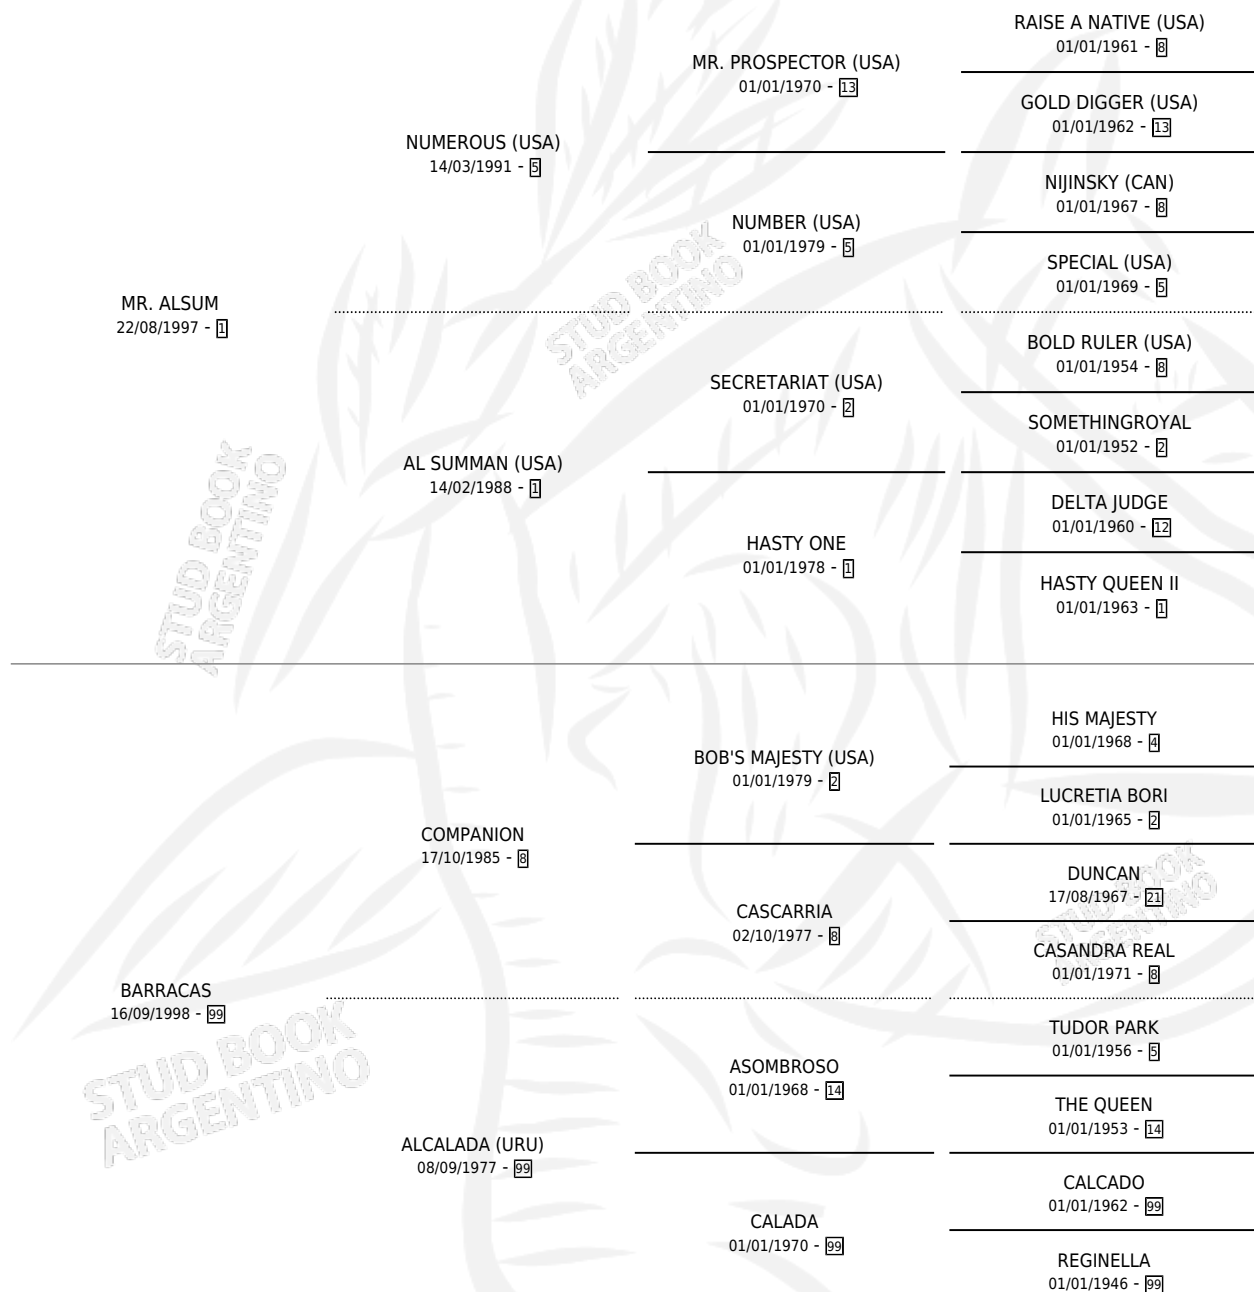 RAISE A NATIVE (USA)
01/01/1961 - 8
MR. PROSPECTOR (USA)
01/01/1970 - 13
GOLD DIGGER (USA)
01/01/1962 - 13
NUMEROUS (USA)
14/03/1991 - 5
NIJINSKY (CAN)
01/01/1967 - 8
NUMBER (USA)
01/01/1979 - 5
SPECIAL (USA)
01/01/1969 - 5
MR. ALSUM
22/08/1997 - 1
BOLD RULER (USA)
01/01/1954 - 8
SECRETARIAT (USA)
01/01/1970 - 2
SOMETHINGROYAL
01/01/1952 - 2
AL SUMMAN (USA)
14/02/1988 - 1
DELTA JUDGE
01/01/1960 - 12
HASTY ONE
01/01/1978 - 1
HASTY QUEEN II
01/01/1963 - 1
HIS MAJESTY
01/01/1968 - 4
BOB'S MAJESTY (USA)
01/01/1979 - 2
LUCRETIA BORI
01/01/1965 - 2
COMPANION
17/10/1985 - 8
DUNCAN
17/08/1967 - 21
CASCARRIA
02/10/1977 - 8
CASANDRA REAL
01/01/1971 - 8
BARRACAS
16/09/1998 - 99
TUDOR PARK
01/01/1956 - 5
ASOMBROSO
01/01/1968 - 14
THE QUEEN
01/01/1953 - 14
ALCALADA (URU)
08/09/1977 - 99
CALCADO
01/01/1962 - 99
CALADA
01/01/1970 - 99
REGINELLA
01/01/1946 - 99
STUD BOOK
ARGENTINO
STUD BOOK
ARGENTINO
STUD BOOK
ARGENTINO
STUD BOOK
ARGENTINO